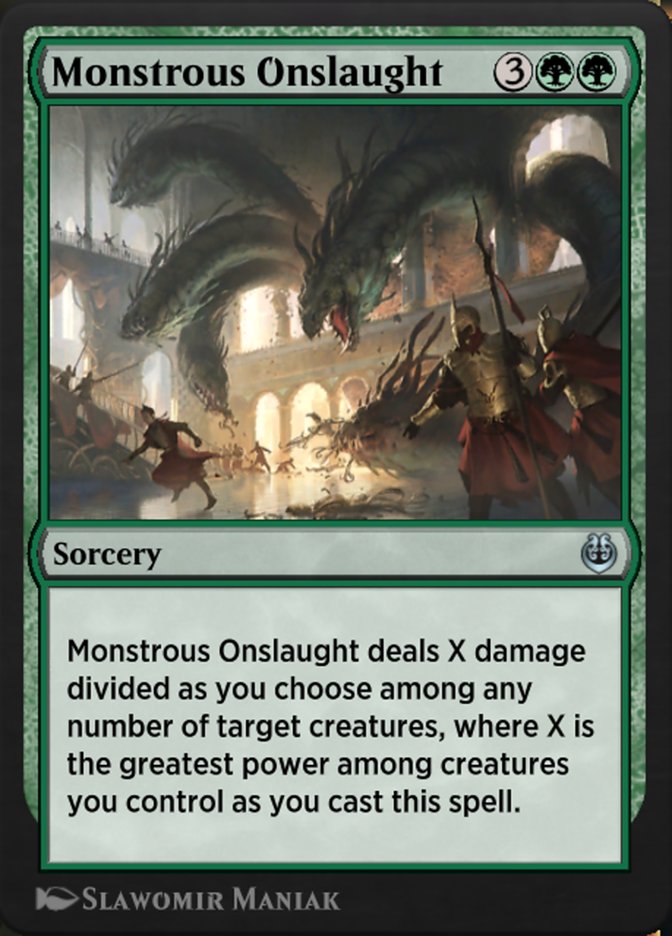 Monstrous Onslaught 3
Sorcery
Monstrous Onslaught deals X damage
divided as you choose among any
number of target creatures, where X is
the greatest power among creatures
you control as you cast this spell.
Slawomir Maniak